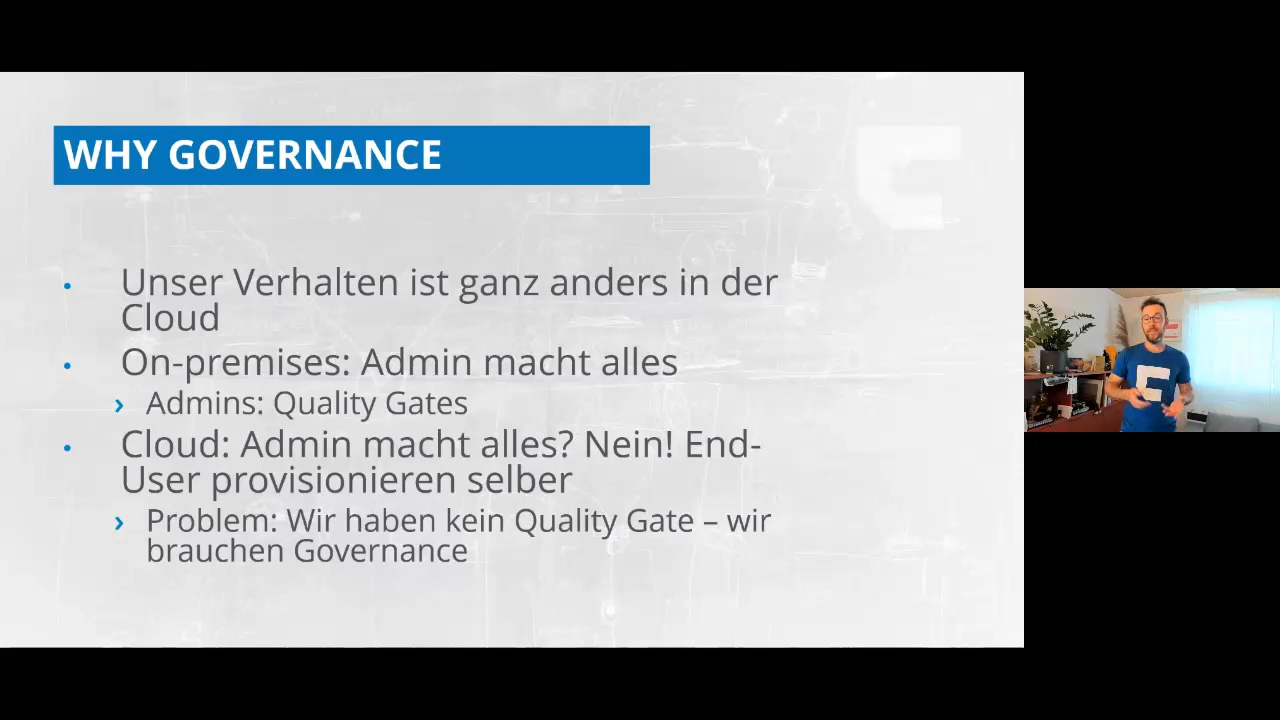 WHY GOVERNANCE
• Unser Verhalten ist ganz anders in der
Cloud
• On-premises: Admin macht alles
› Admins: Quality Gates
• Cloud: Admin macht alles? Nein! End-
User provisionieren selber
› Problem: Wir haben kein Quality Gate – wir
brauchen Governance